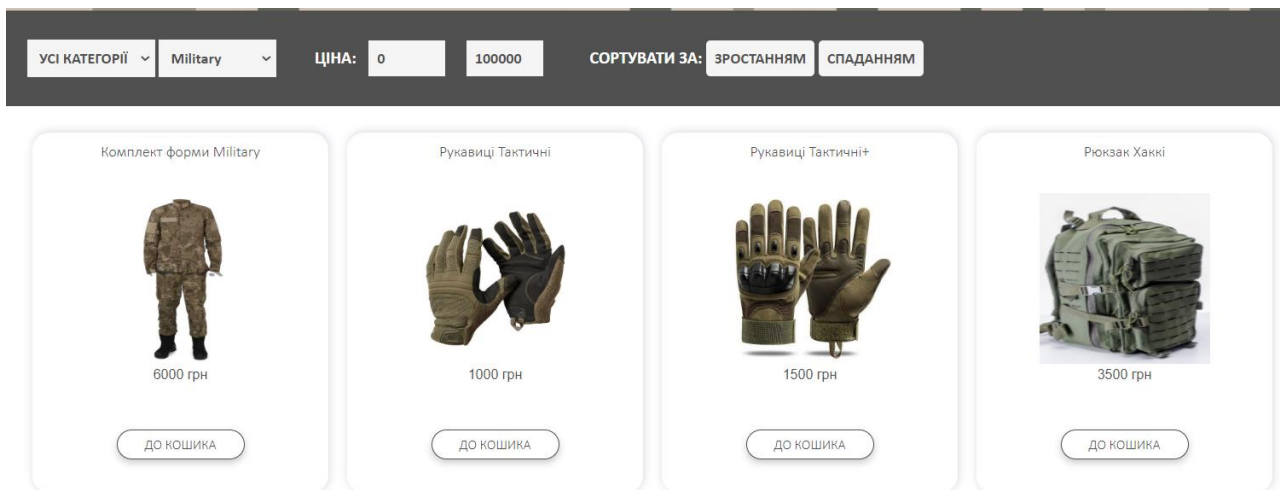 УСІ КАТЕГОРІЇ Military ЦІНА: 0 100000 СОРТУВАТИ ЗА: ЗРОСТАННЯМ СПАДАННЯМ
Комплект форми Military
6000 грн
ДО КОШИКА
Рукавиці Тактичні
1000 грн
ДО КОШИКА
Рукавиці Тактичні+
1500 грн
ДО КОШИКА
Рюкзак Хаккі
3500 грн
ДО КОШИКА